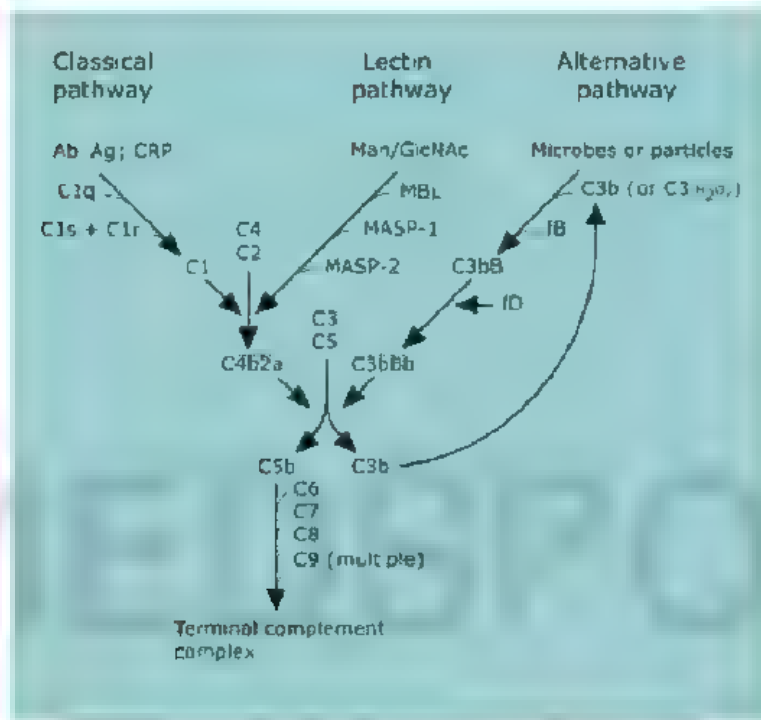 Classical
pathway
Lectin
pathway
Alternative
pathway
Ab Ag; CRP
Man/GlcNAc
Microbes or particles
C1q
MBL
C3b (or C3
C1s + C1r
C4
MASP-1
fB
C2
C1
MASP-2
C3bB
fD
C3
C5
C4b2a
C3bBb
C5b
C3b
C6
C7
C8
C9 (multiple)
Terminal complement
complex